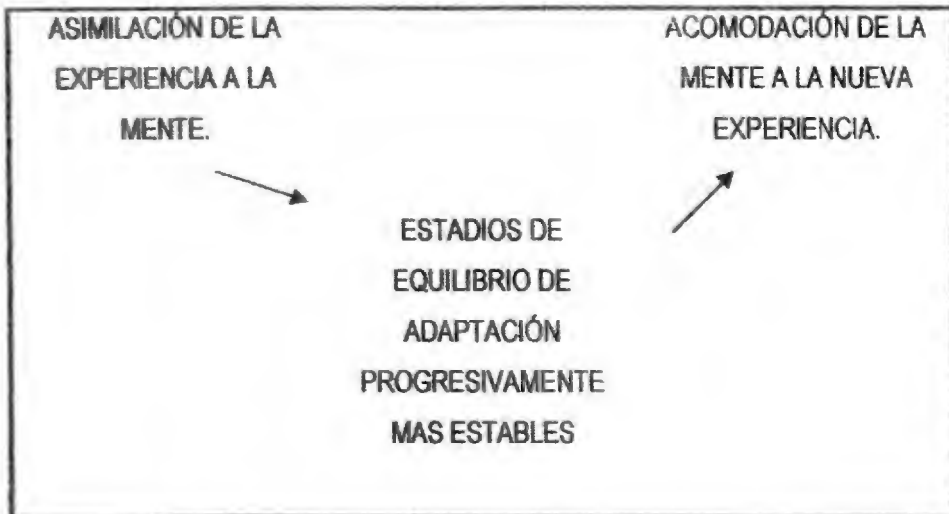 ASIMILACIÓN DE LA
EXPERIENCIA A LA
MENTE.
ACOMODACIÓN DE LA
MENTE A LA NUEVA
EXPERIENCIA.
ESTADIOS DE
EQUILIBRIO DE
ADAPTACIÓN
PROGRESIVAMENTE
MAS ESTABLES